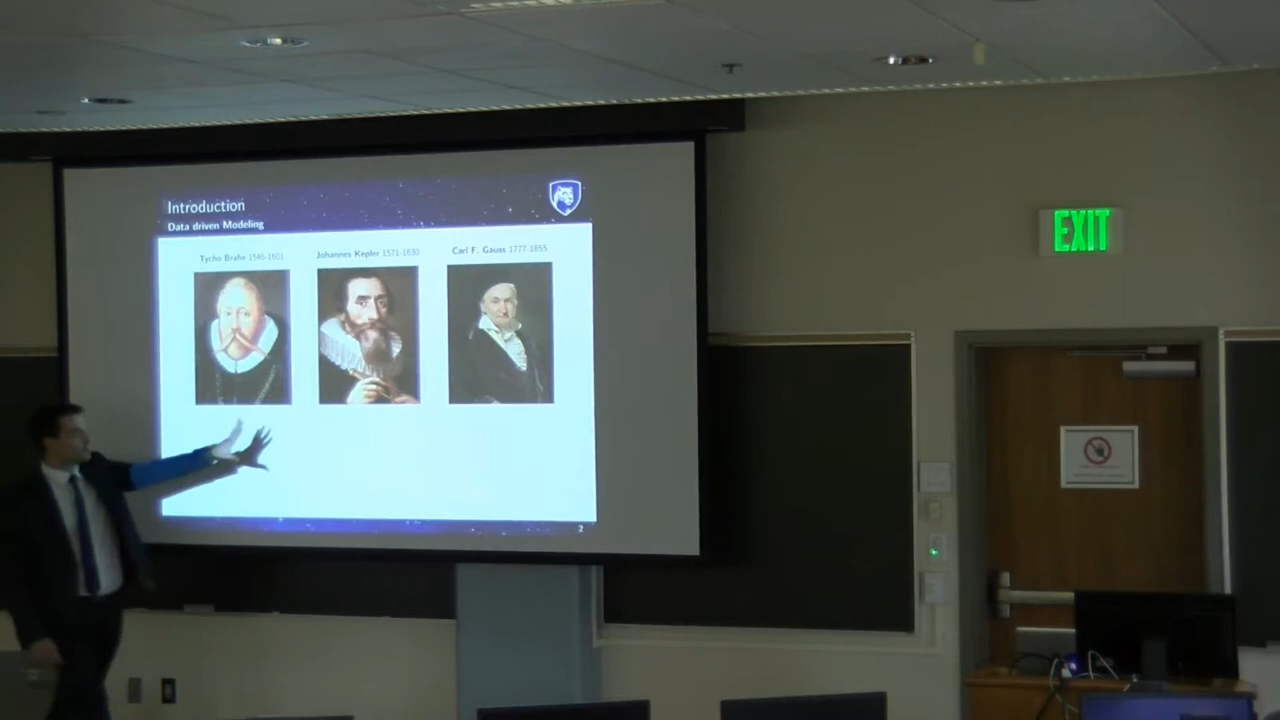 Introduction
Data driven Modeling
Tycho Brahe 1546-1601
Johannes Kepler 1571-1630
Carl F. Gauss 1777-1855
2
EXIT